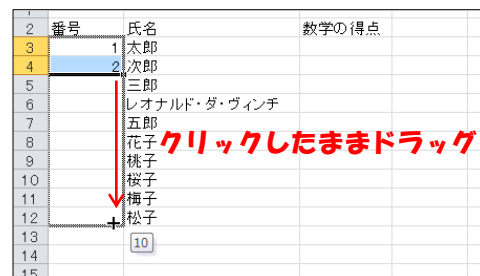 2 番号 氏名 数学の得点
3 1 太郎
4 2 次郎
5 三郎
6 レオナルド・ダ・ヴィンチ
7 五郎
8 花子 クリックしたままドラッグ
9 桃子
10 桜子
11 梅子
12 松子
13 10
14
15